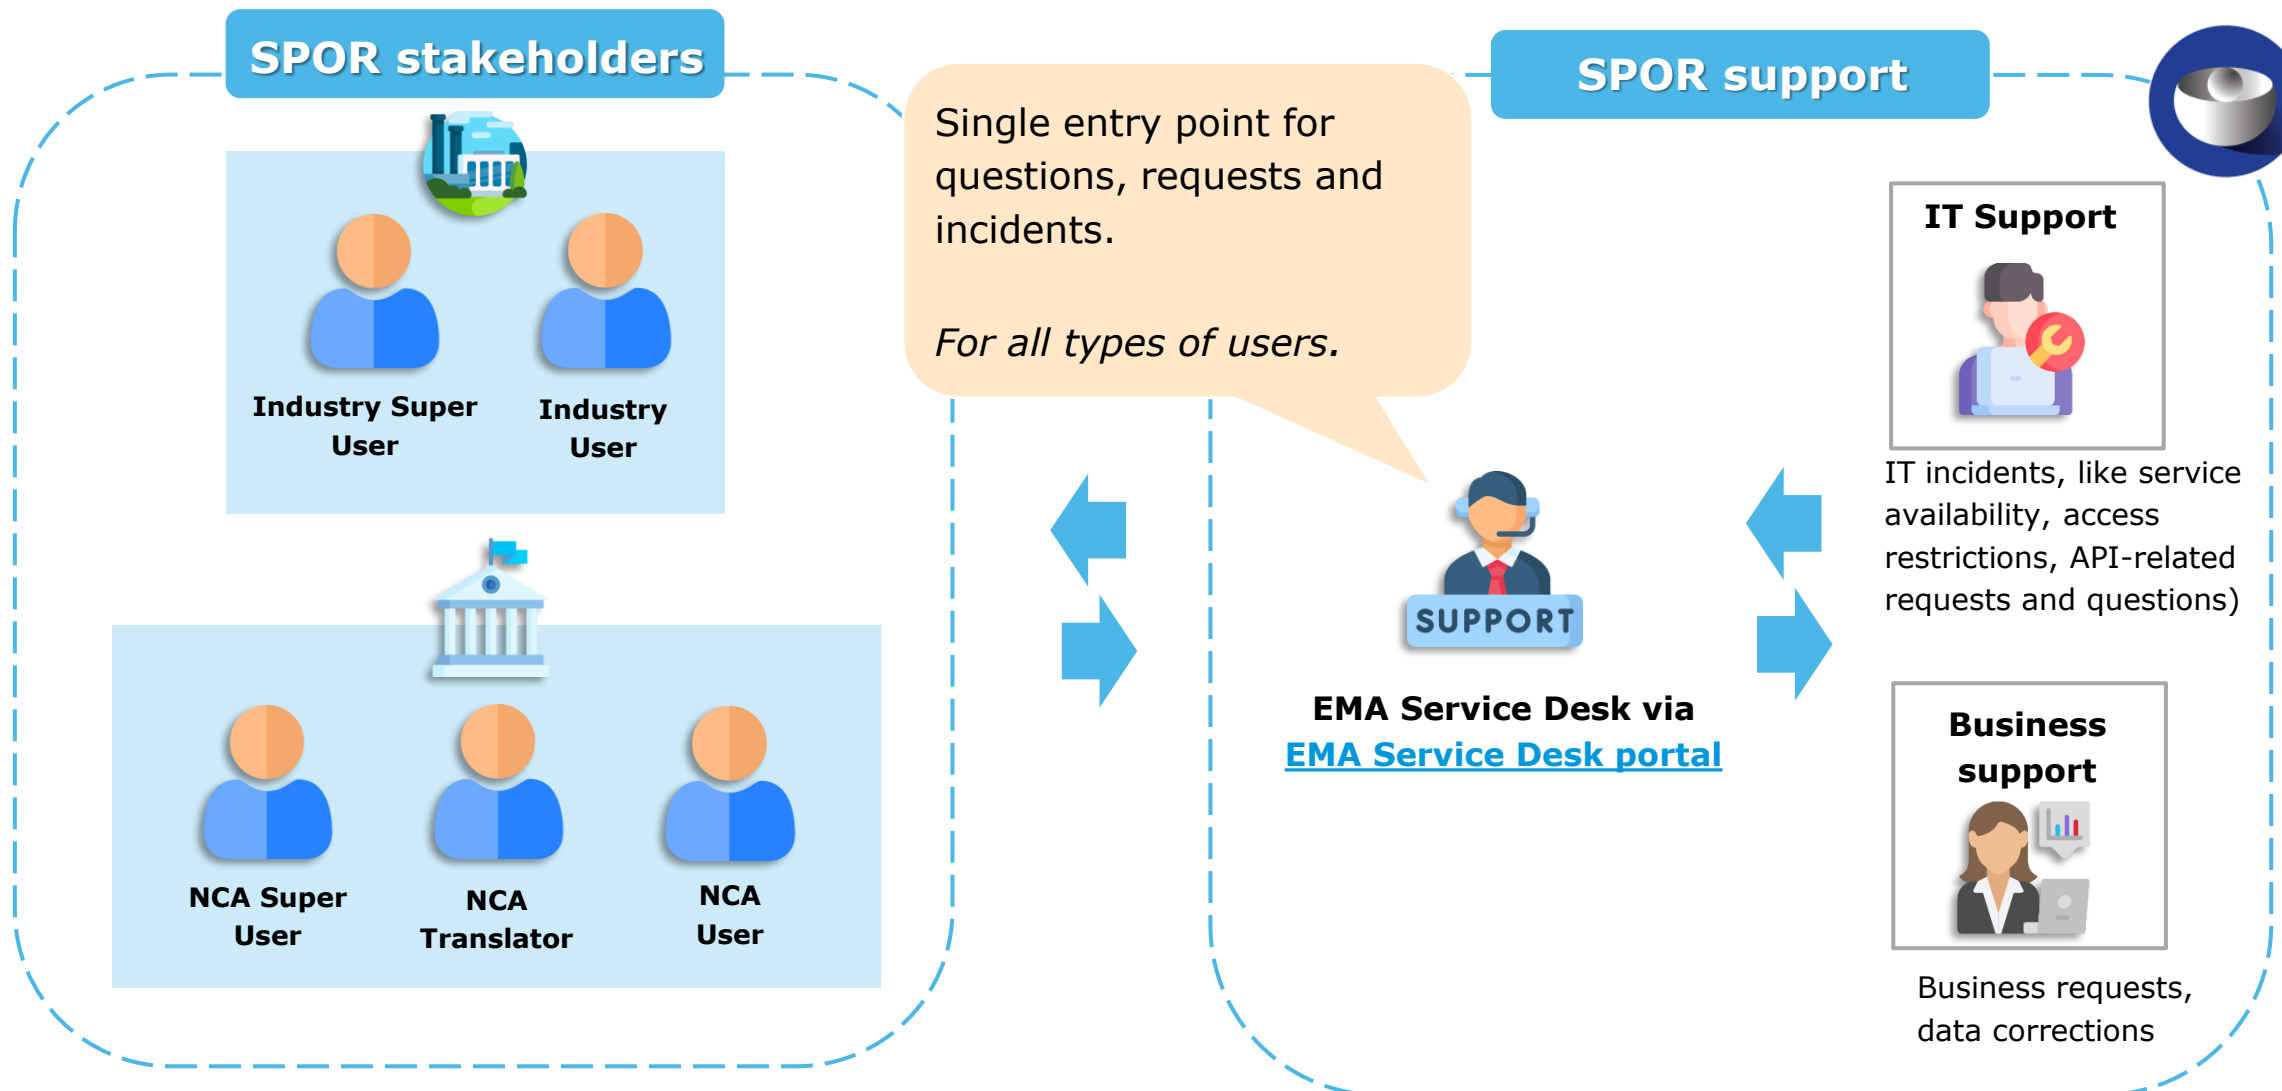 SPOR stakeholders
Industry Super
User
Industry
User
NCA Super
User
NCA
Translator
NCA
User
Single entry point for
questions, requests and
incidents.
For all types of users.
SPOR support
SUPPORT
EMA Service Desk via
EMA Service Desk portal
IT Support
IT incidents, like service
availability, access
restrictions, API-related
requests and questions)
Business
support
Business requests,
data corrections